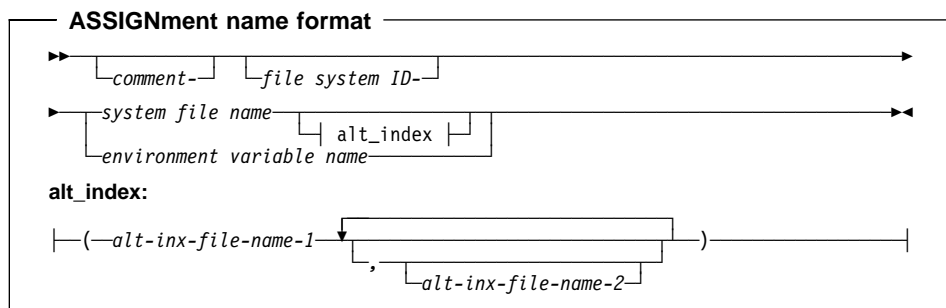 ASSIGNment name format
comment-
file system ID-
system file name
alt_index
environment variable name
alt_index:
(alt-inx-file-name-1 )
,
alt-inx-file-name-2